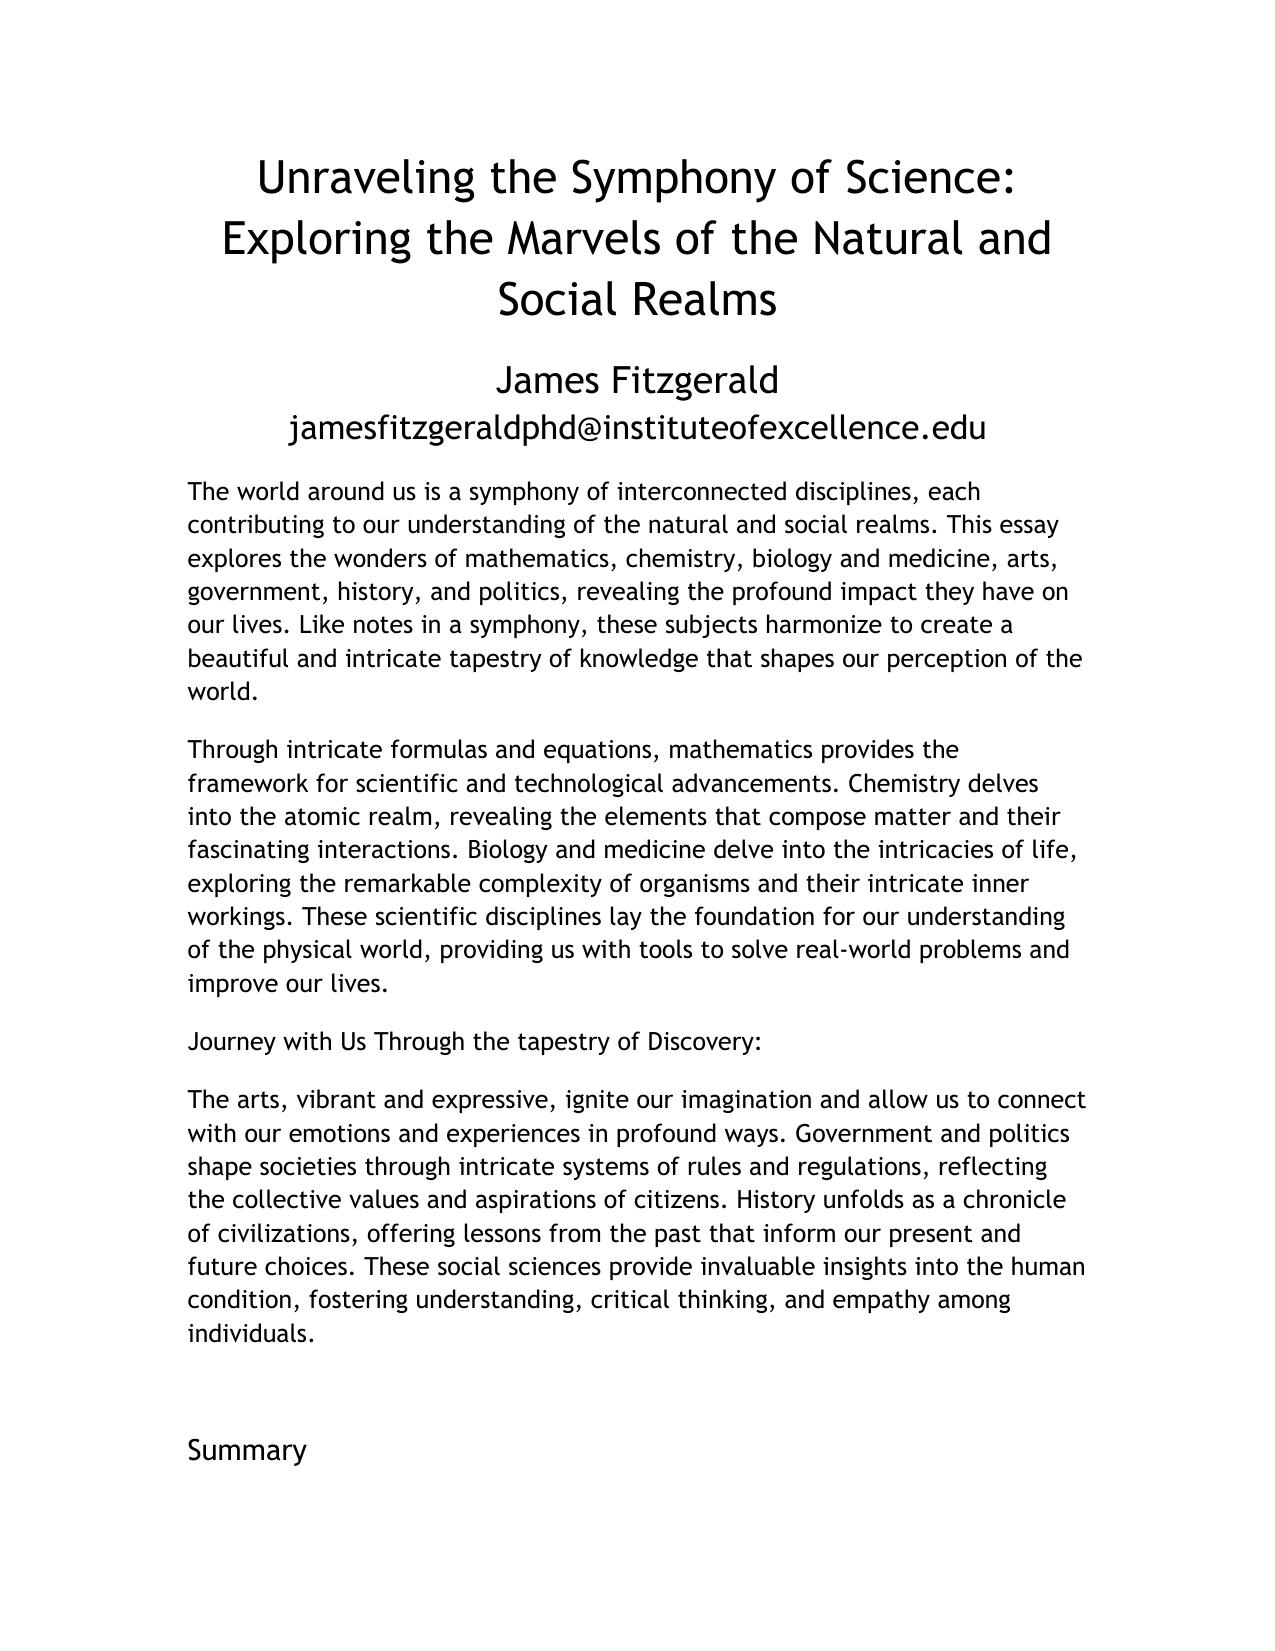 Unraveling the Symphony of Science:
Exploring the Marvels of the Natural and
Social Realms
James Fitzgerald
jamesfitzgeraldphd@instituteofexcellence.edu
The world around us is a symphony of interconnected disciplines, each
contributing to our understanding of the natural and social realms. This essay
explores the wonders of mathematics, chemistry, biology and medicine, arts,
government, history, and politics, revealing the profound impact they have on
our lives. Like notes in a symphony, these subjects harmonize to create a
beautiful and intricate tapestry of knowledge that shapes our perception of the
world.
Through intricate formulas and equations, mathematics provides the
framework for scientific and technological advancements. Chemistry delves
into the atomic realm, revealing the elements that compose matter and their
fascinating interactions. Biology and medicine delve into the intricacies of life,
exploring the remarkable complexity of organisms and their intricate inner
workings. These scientific disciplines lay the foundation for our understanding
of the physical world, providing us with tools to solve real-world problems and
improve our lives.
Journey with Us Through the tapestry of Discovery:
The arts, vibrant and expressive, ignite our imagination and allow us to connect
with our emotions and experiences in profound ways. Government and politics
shape societies through intricate systems of rules and regulations, reflecting
the collective values and aspirations of citizens. History unfolds as a chronicle
of civilizations, offering lessons from the past that inform our present and
future choices. These social sciences provide invaluable insights into the human
condition, fostering understanding, critical thinking, and empathy among
individuals.
Summary